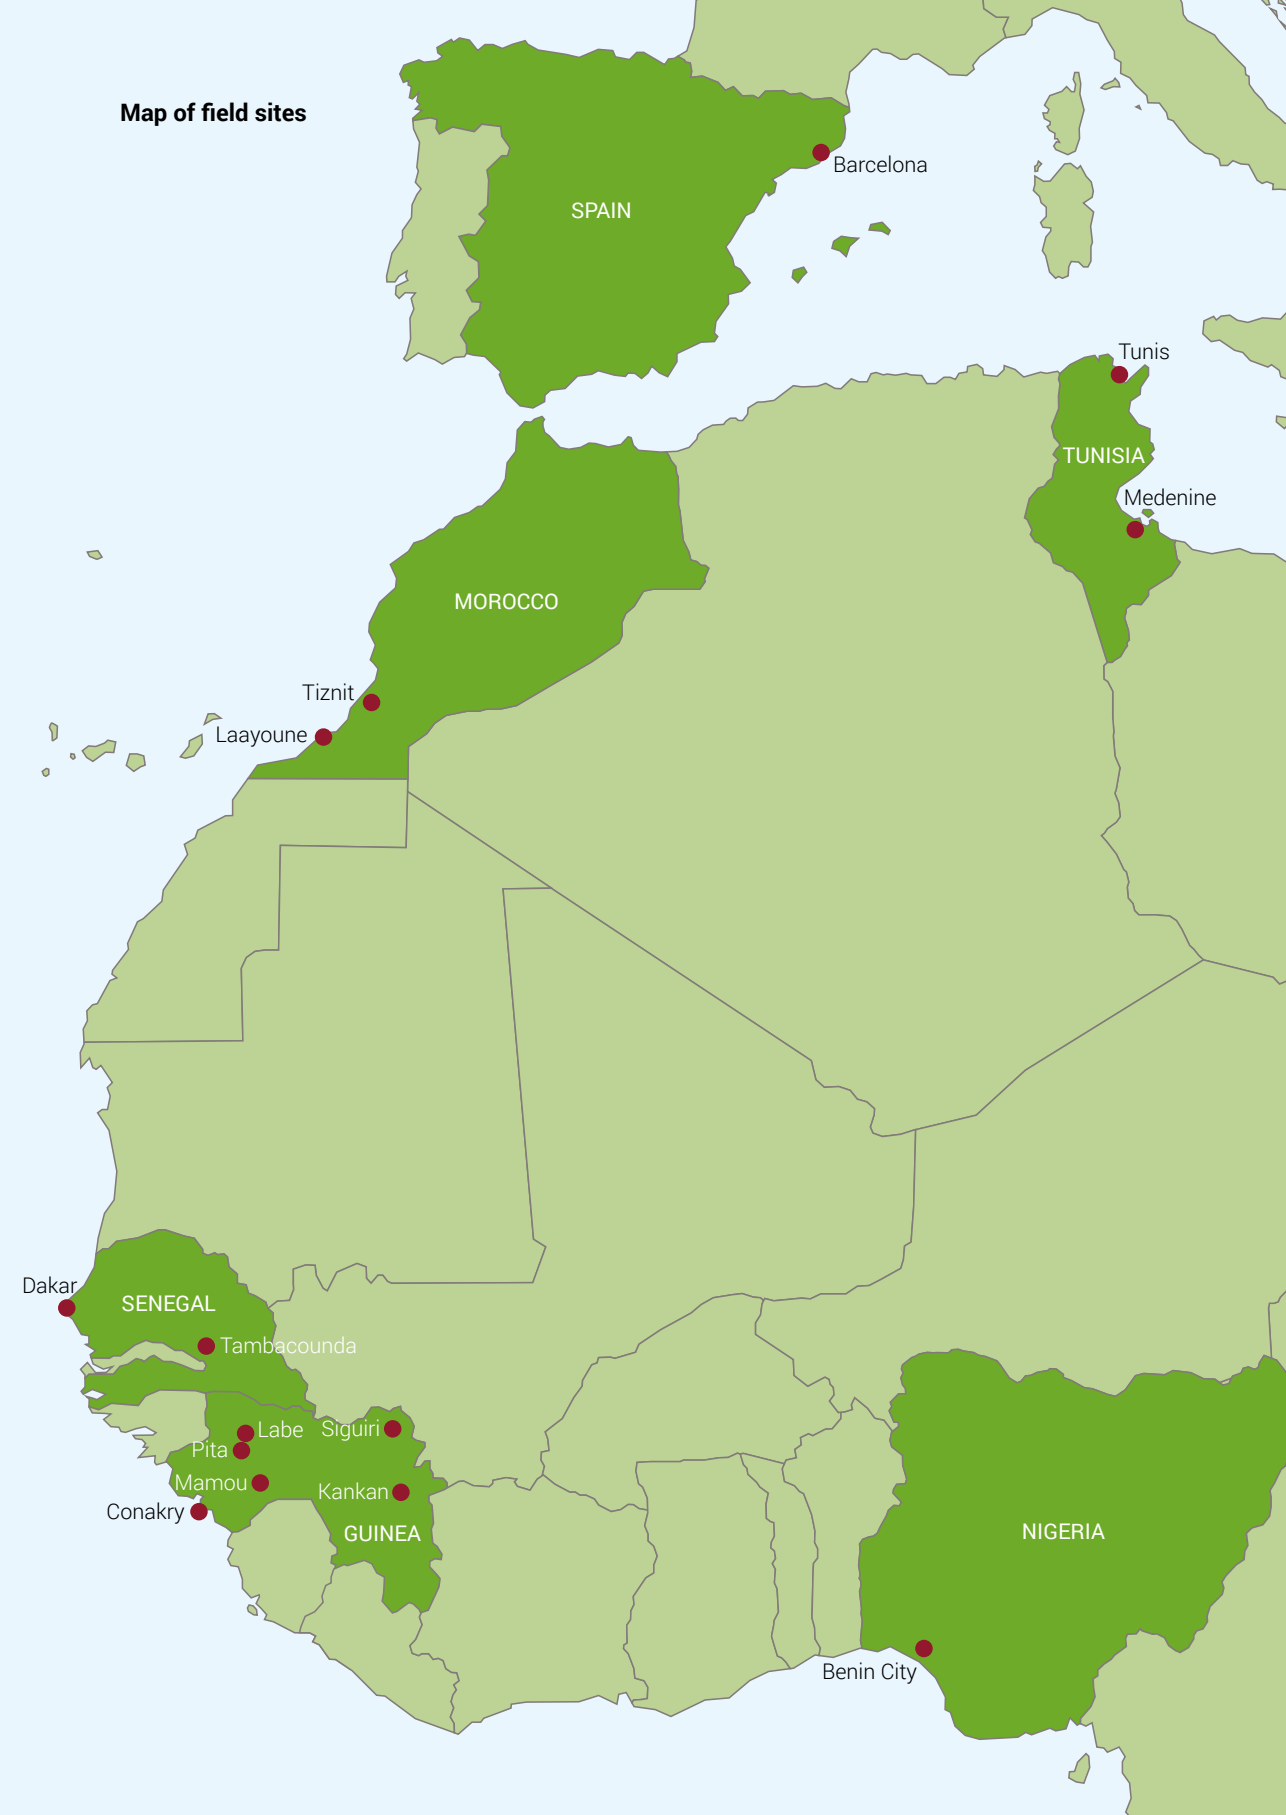 Map of field sites
Barcelona
SPAIN
Tunis
TUNISIA
Medenine
MOROCCO
Tiznit
Laayoune
Dakar
SENEGAL
Tambacounda
Labe
Siguiri
Pita
Mamou
Kankan
Conakry
GUINEA
NIGERIA
Benin City